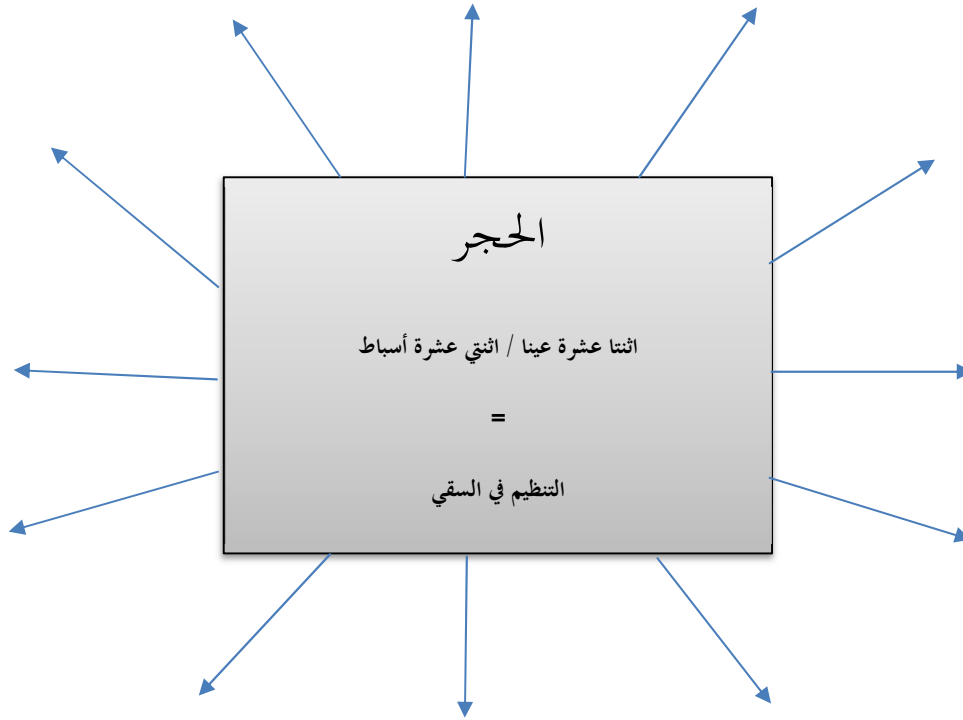 الحجر
اثنتا عشرة عينا / اثنتي عشرة أسباط
=
التنظيم في السقي